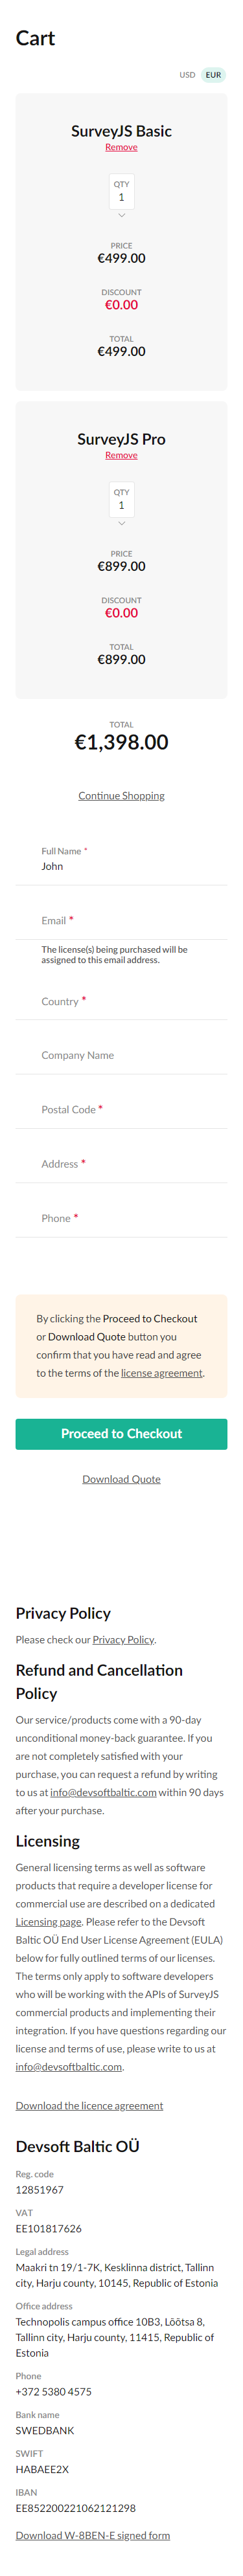 Cart
USD EUR
SurveyJS Basic
Remove
QTY
1
PRICE
€499.00
DISCOUNT
€0.00
TOTAL
€499.00
SurveyJS Pro
Remove
QTY
1
PRICE
€899.00
DISCOUNT
€0.00
TOTAL
€899.00
TOTAL
€1,398.00
Continue Shopping
Full Name *
John
Email *
The license(s) being purchased will be
assigned to this email address.
Country *
Company Name
Postal Code *
Address *
Phone *
By clicking the Proceed to Checkout
or Download Quote button you
confirm that you have read and agree
to the terms of the license agreement.
Proceed to Checkout
Download Quote
Privacy Policy
Please check our Privacy Policy.
Refund and Cancellation
Policy
Our service/products come with a 90-day
unconditional money-back guarantee. If you
are not completely satisfied with your
purchase, you can request a refund by writing
to us at info@devsoftbaltic.com within 90 days
after your purchase.
Licensing
General licensing terms as well as software
products that require a developer license for
commercial use are described on a dedicated
Licensing page. Please refer to the Devsoft
Baltic OÜ End User License Agreement (EULA)
below for fully outlined terms of our licenses.
The terms only apply to software developers
who will be working with the APIs of SurveyJS
commercial products and implementing their
integration. If you have questions regarding our
license and terms of use, please write to us at
info@devsoftbaltic.com.
Download the licence agreement
Devsoft Baltic OÜ
Reg. code
12851967
VAT
EE101817626
Legal address
Maakri tn 19/1-7K, Kesklinna district, Tallinn
city, Harju county, 10145, Republic of Estonia
Office address
Technopolis campus office 10B3, Lõõtsa 8,
Tallinn city, Harju county, 11415, Republic of
Estonia
Phone
+372 5380 4575
Bank name
SWEDBANK
SWIFT
HABAEE2X
IBAN
EE852200221062121298
Download W-8BEN-E signed form